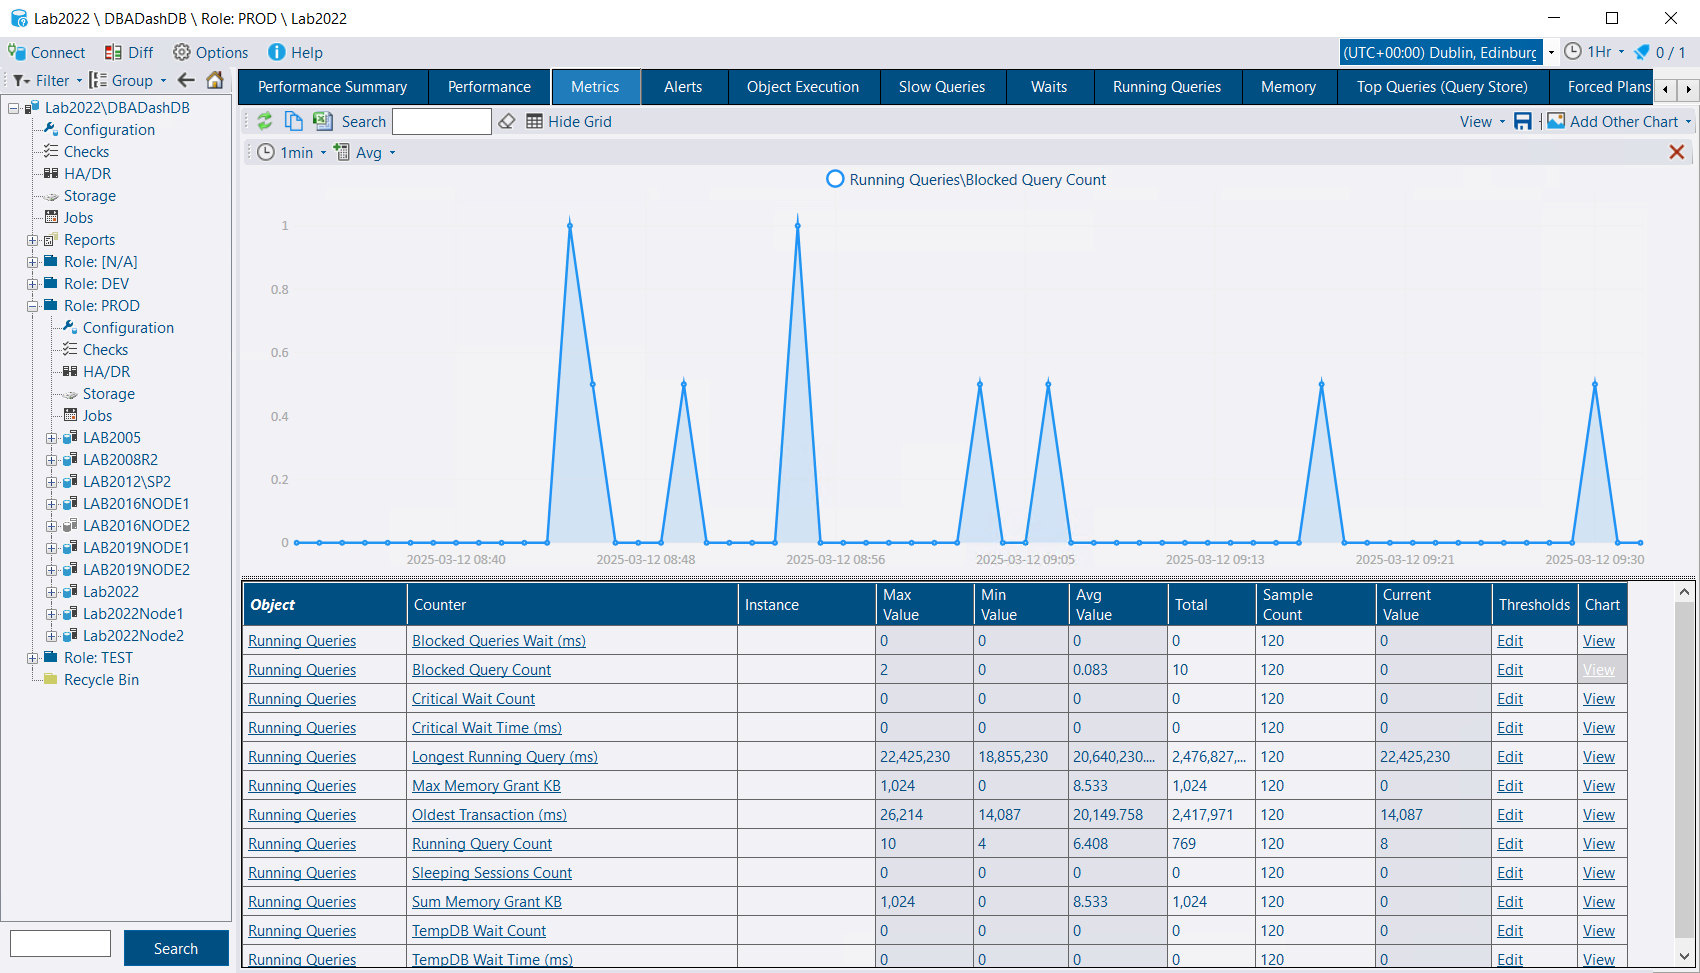 Lab2022 \ DBADashDB \ Role: PROD \ Lab2022
Connect Diff Options Help (UTC+00:00) Dublin, Edinburg 1Hr 0 / 1
Filter Group
Performance Summary Performance Metrics Alerts Object Execution Slow Queries Waits Running Queries Memory Top Queries (Query Store) Forced Plans
Search Hide Grid View Add Other Chart
1min Avg
Lab2022\DBADashDB
Configuration
Checks
HA/DR
Storage
Jobs
Reports
Role: [N/A]
Role: DEV
Role: PROD
Configuration
Checks
HA/DR
Storage
Jobs
LAB2005
LAB2008R2
LAB2012\SP2
LAB2016NODE1
LAB2016NODE2
LAB2019NODE1
LAB2019NODE2
Lab2022
Lab2022Node1
Lab2022Node2
Role: TEST
Recycle Bin
Search
Running Queries\Blocked Query Count
1
0.8
0.6
0.4
0.2
0
2025-03-12 08:40 2025-03-12 08:48 2025-03-12 08:56 2025-03-12 09:05 2025-03-12 09:13 2025-03-12 09:21 2025-03-12 09:30
Object Counter Instance Max Value Min Value Avg Value Total Sample Count Current Value Thresholds Chart
Running Queries Blocked Queries Wait (ms) 0 0 0 0 120 0 Edit View
Running Queries Blocked Query Count 2 0 0.083 10 120 0 Edit View
Running Queries Critical Wait Count 0 0 0 0 120 0 Edit View
Running Queries Critical Wait Time (ms) 0 0 0 0 120 0 Edit View
Running Queries Longest Running Query (ms) 22,425,230 18,855,230 20,640,230.... 2,476,827,... 120 22,425,230 Edit View
Running Queries Max Memory Grant KB 1,024 0 8.533 1,024 120 0 Edit View
Running Queries Oldest Transaction (ms) 26,214 14,087 20,149.758 2,417,971 120 14,087 Edit View
Running Queries Running Query Count 10 4 6.408 769 120 8 Edit View
Running Queries Sleeping Sessions Count 0 0 0 0 120 0 Edit View
Running Queries Sum Memory Grant KB 1,024 0 8.533 1,024 120 0 Edit View
Running Queries TempDB Wait Count 0 0 0 0 120 0 Edit View
Running Queries TempDB Wait Time (ms) 0 0 0 0 120 0 Edit View